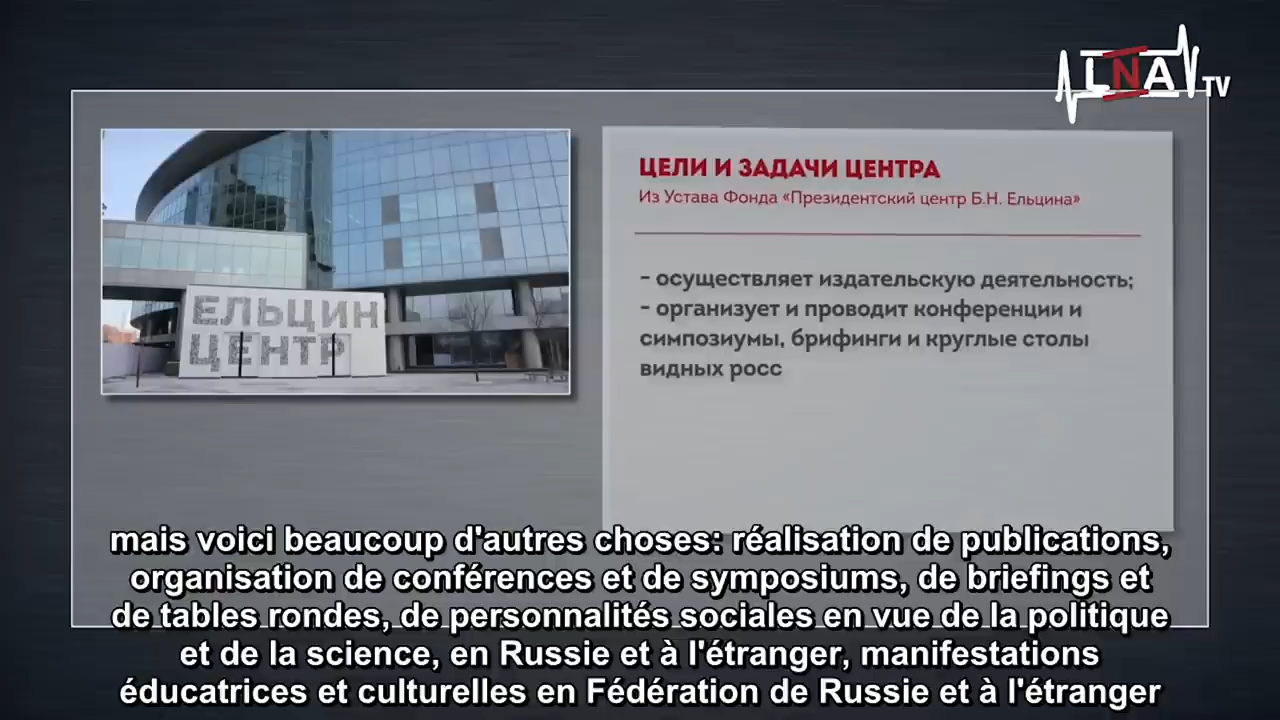 LNA TV
ЕЛЬЦИН
ЦЕНТР
ЦЕЛИ И ЗАДАЧИ ЦЕНТРА
Из Устава Фонда «Президентский центр Б.Н. Ельцина»
- осуществляет издательскую деятельность;
- организует и проводит конференции и
симпозиумы, брифинги и круглые столы
видных росс
mais voici beaucoup d'autres choses: réalisation de publications,
organisation de conférences et de symposiums, de briefings et
de tables rondes, de personnalités sociales en vue de la politique
et de la science, en Russie et à l'étranger, manifestations
éducatrices et culturelles en Fédération de Russie et à l'étranger